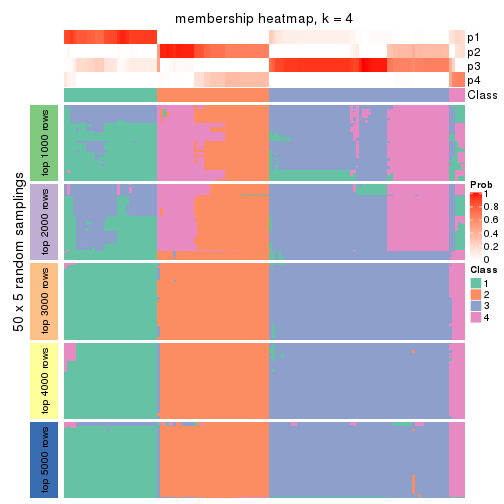 membership heatmap, k = 4
p1
p2
p3
p4
Class
50 x 5 random samplings
top 1000 rows
top 2000 rows
top 3000 rows
top 4000 rows
top 5000 rows
Prob
1
0.8
0.6
0.4
0.2
0
Class
1
2
3
4